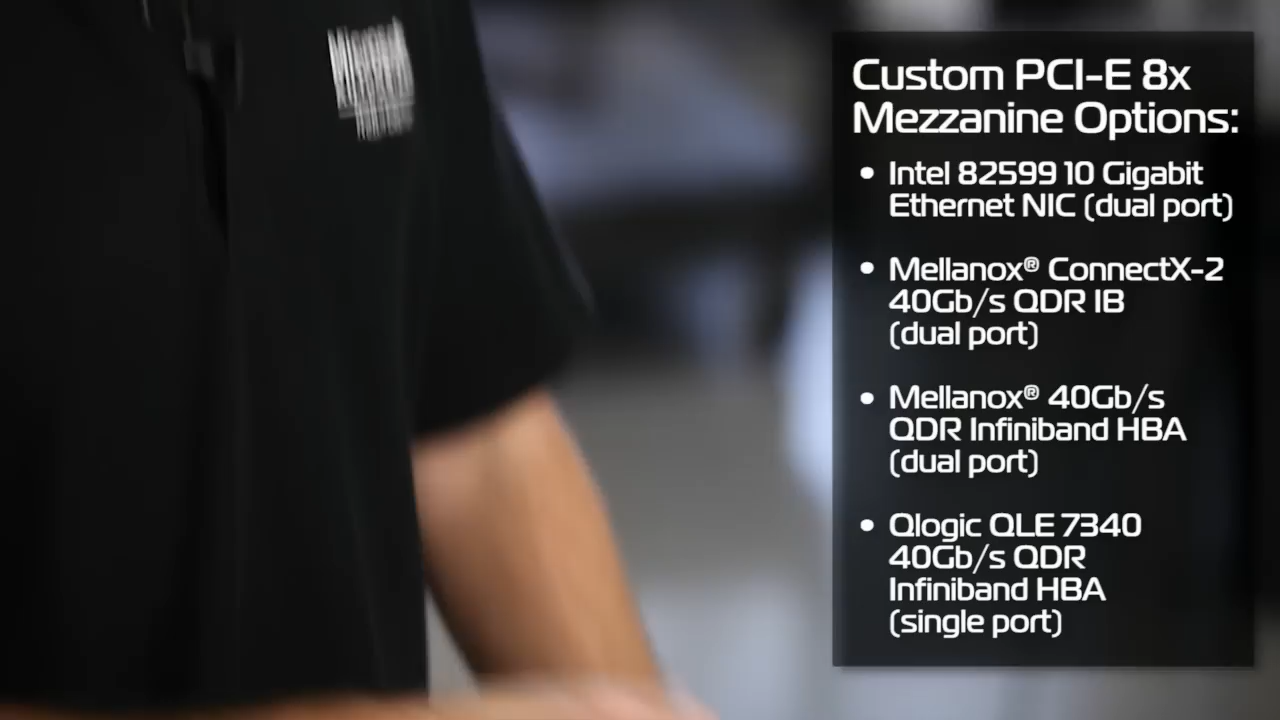 Custom PCI-E 8x
Mezzanine Options:
• Intel 82599 10 Gigabit
Ethernet NIC (dual port)
• Mellanox® ConnectX-2
40Gb/s QDR IB
(dual port)
• Mellanox® 40Gb/s
QDR Infiniband HBA
(dual port)
• Qlogic QLE 7340
40Gb/s QDR
Infiniband HBA
(single port)